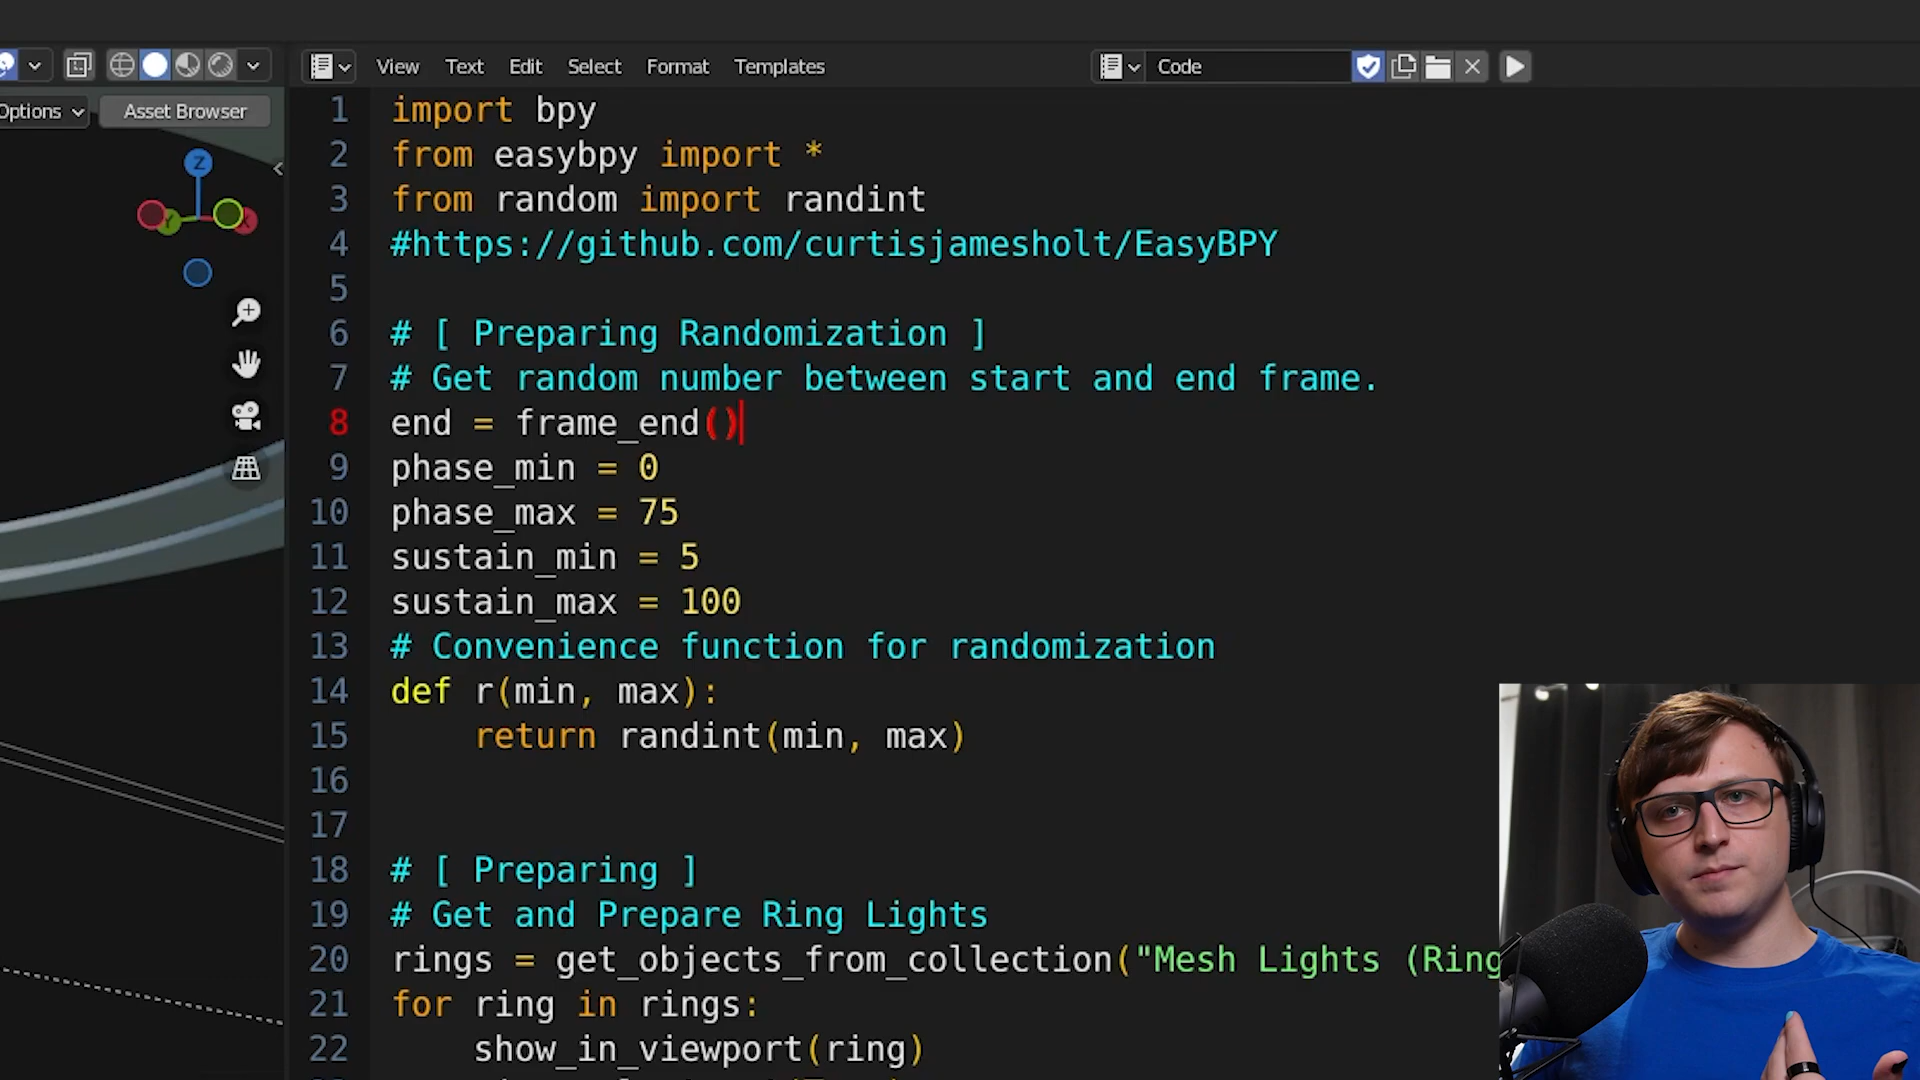 View Text Edit Select Format Templates Code
Options Asset Browser
Z
Y X
1 import bpy
2 from easybpy import *
3 from random import randint
4 #https://github.com/curtisjamesholt/EasyBPY
5
6 # [ Preparing Randomization ]
7 # Get random number between start and end frame.
8 end = frame_end()
9 phase_min = 0
10 phase_max = 75
11 sustain_min = 5
12 sustain_max = 100
13 # Convenience function for randomization
14 def r(min, max):
15     return randint(min, max)
16
17
18 # [ Preparing ]
19 # Get and Prepare Ring Lights
20 rings = get_objects_from_collection("Mesh Lights (Ring
21 for ring in rings:
22     show_in_viewport(ring)